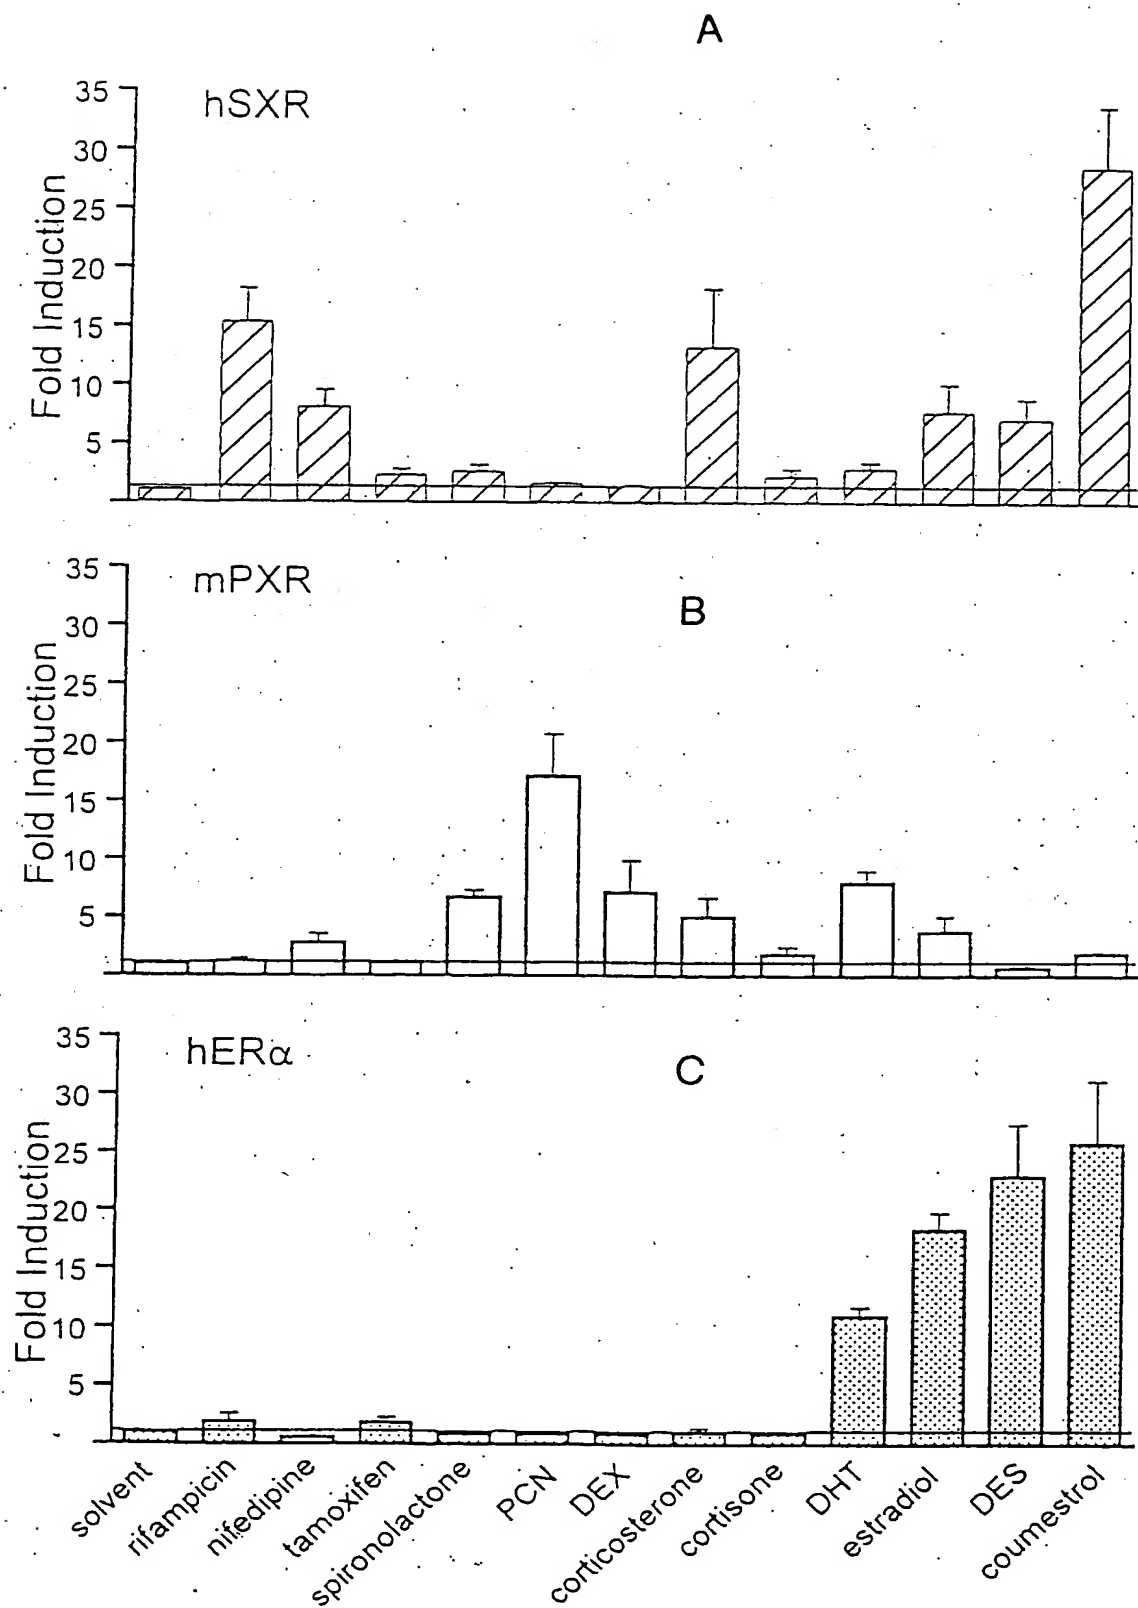 A
hSXR
Fold Induction
35
30
25
20
15
10
5
mPXR
B
Fold Induction
35
30
25
20
15
10
5
hERα
C
Fold Induction
35
30
25
20
15
10
5
solvent
rifampicin
nifedipine
tamoxifen
spironolactone
PCN
DEX
corticosterone
cortisone
DHT
estradiol
DES
coumestrol